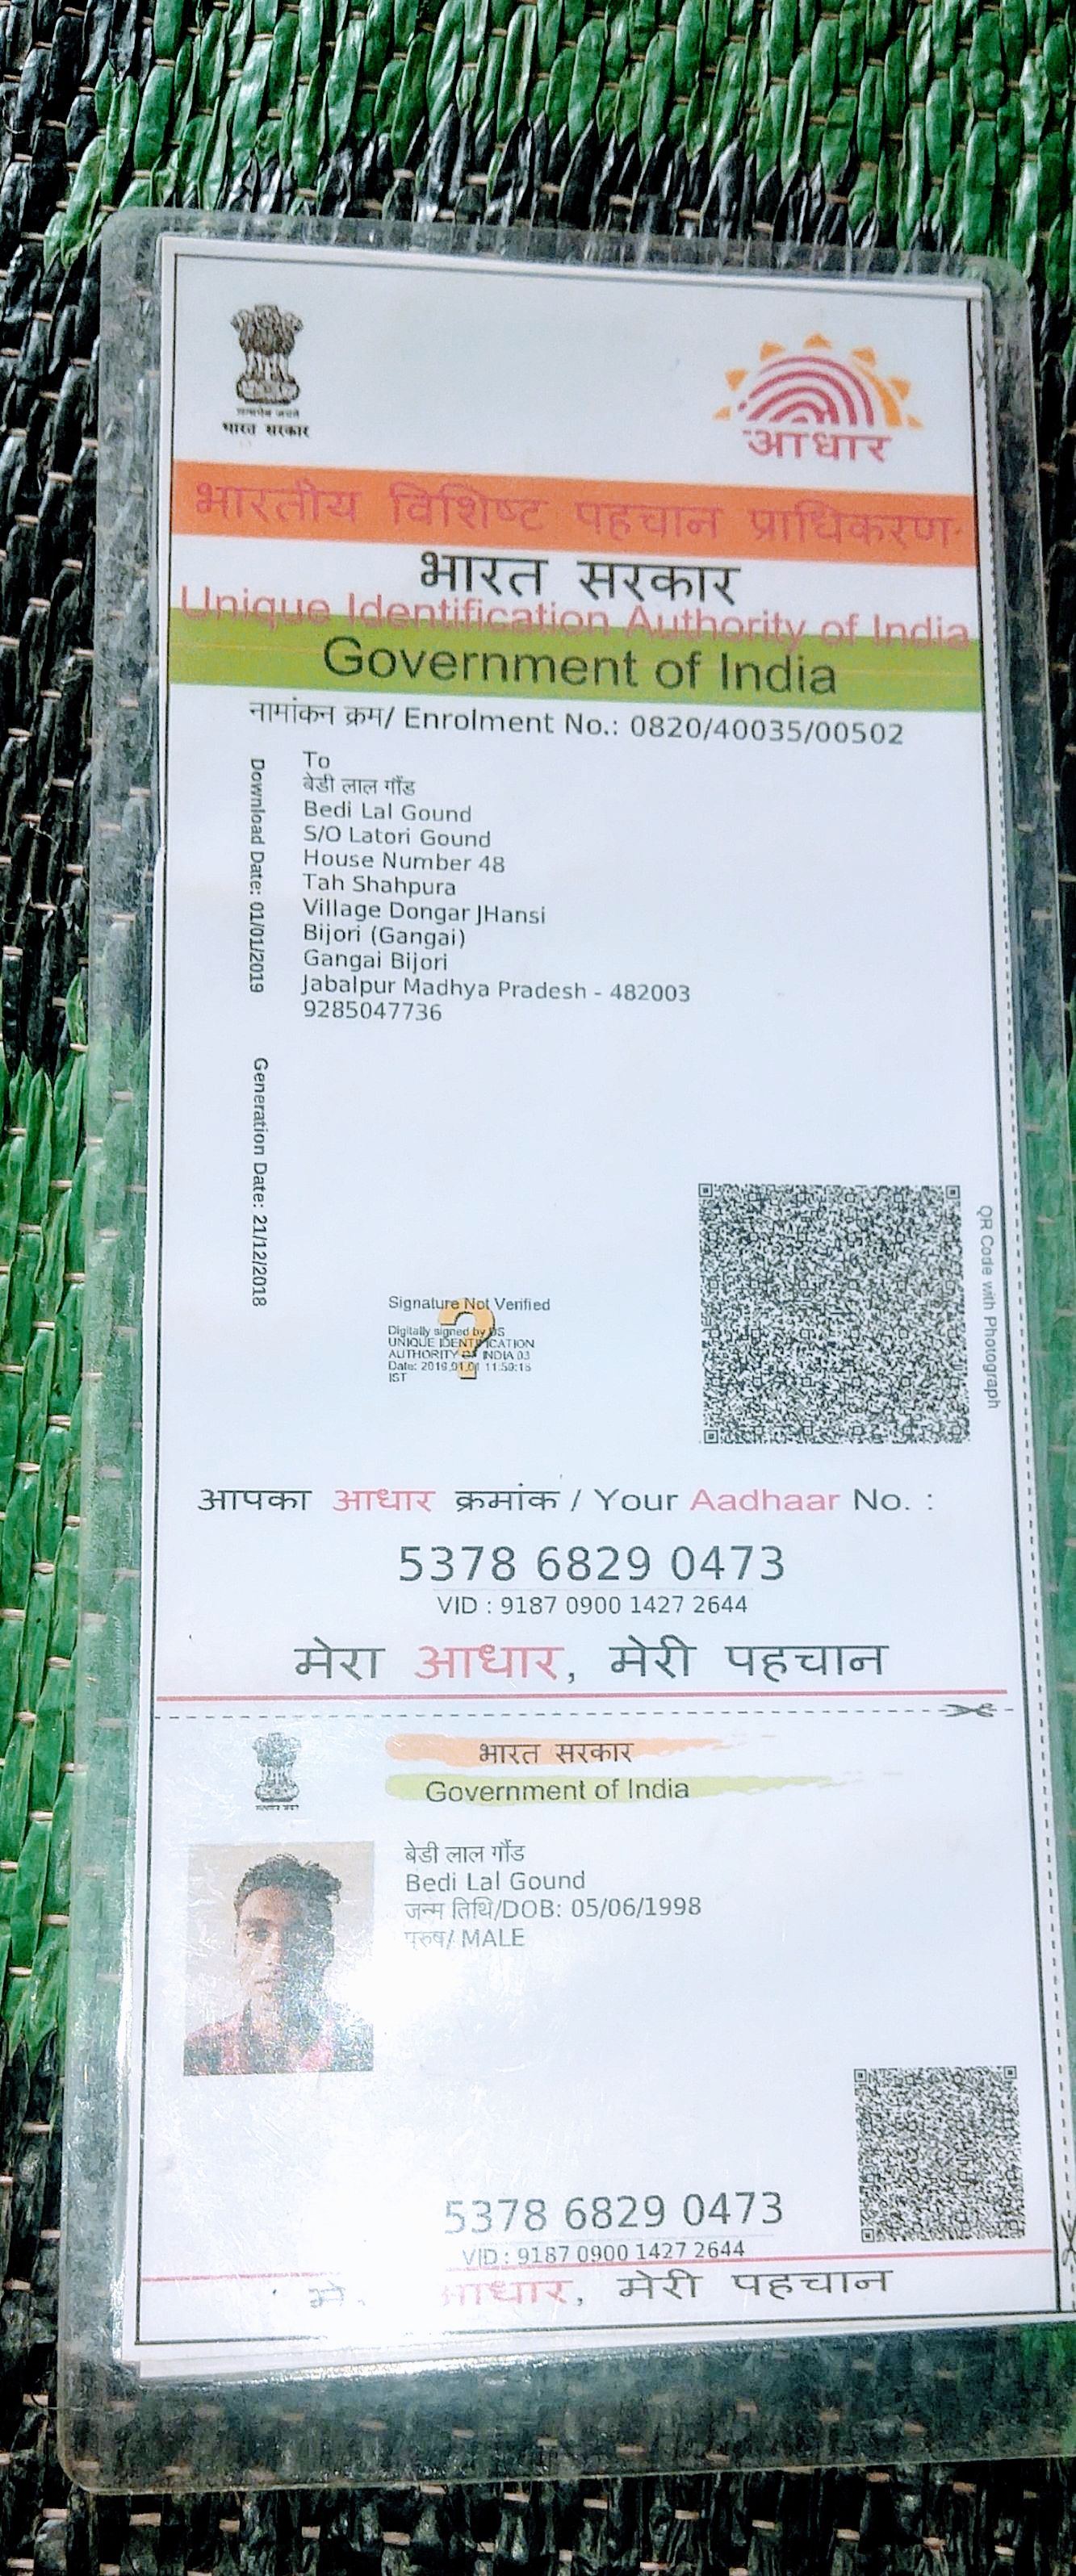 सत्यमेव जयते
भारत सरकार
आधार
भारतीय विशिष्ट पहचान प्राधिकरण
भारत सरकार
Unique Identification Authority of India
Government of India
नामांकन क्रम/ Enrolment No.: 0820/40035/00502
Download Date: 01/01/2019
To
बेडी लाल गौंड
Bedi Lal Gound
S/O Latori Gound
House Number 48
Tah Shahpura
Village Dongar JHansi
Bijori (Gangai)
Gangai Bijori
Jabalpur Madhya Pradesh - 482003
9285047736
Generation Date: 21/12/2018
QR Code with Photograph
Signature Not Verified
Digitally signed by DS
UNIQUE IDENTIFICATION
AUTHORITY OF INDIA 03
Date: 2019.01.01 11:59:15
IST
आपका आधार क्रमांक / Your Aadhaar No. :
5378 6829 0473
VID : 9187 0900 1427 2644
मेरा आधार, मेरी पहचान
भारत सरकार
Government of India
बेडी लाल गौंड
Bedi Lal Gound
जन्म तिथि/DOB: 05/06/1998
पुरुष/ MALE
5378 6829 0473
VID : 9187 0900 1427 2644
आधार, मेरी पहचान